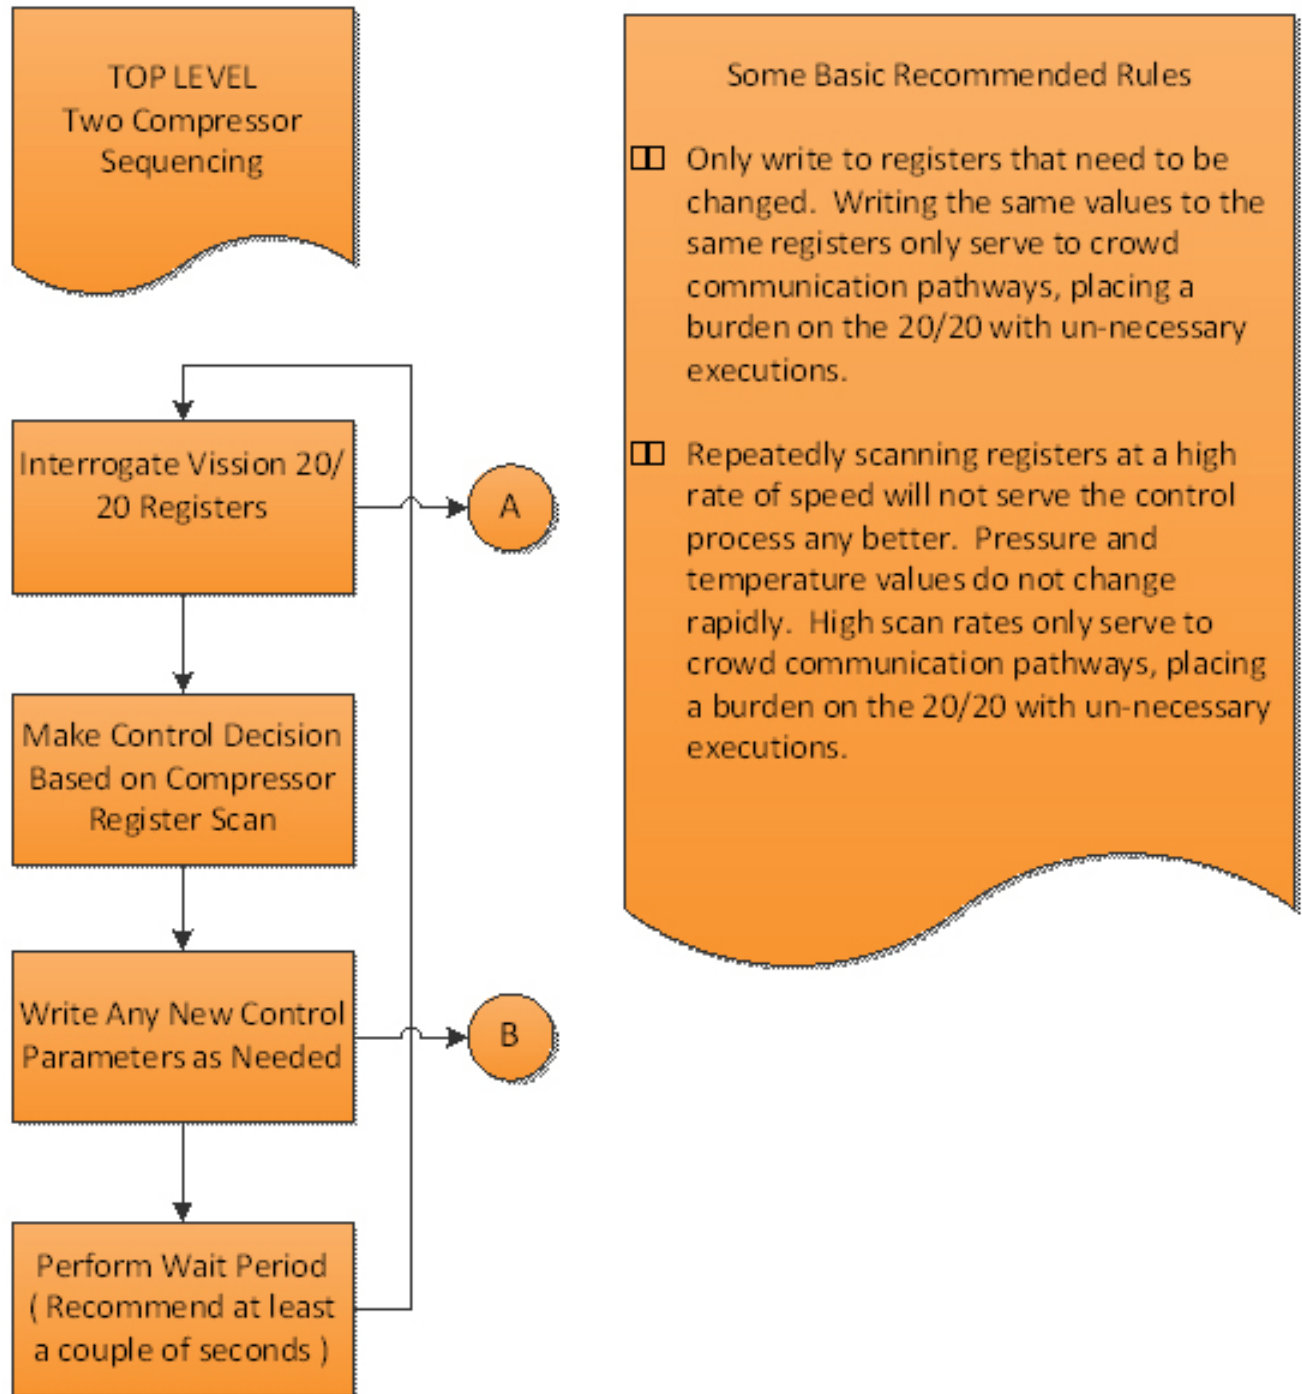 TOP LEVEL
Two Compressor
Sequencing
Interrogate Vission 20/
20 Registers
A
Make Control Decision
Based on Compressor
Register Scan
Write Any New Control
Parameters as Needed
B
Perform Wait Period
( Recommend at least
a couple of seconds )
Some Basic Recommended Rules
Only write to registers that need to be
changed.  Writing the same values to the
same registers only serve to crowd
communication pathways, placing a
burden on the 20/20 with un-necessary
executions.
Repeatedly scanning registers at a high
rate of speed will not serve the control
process any better.  Pressure and
temperature values do not change
rapidly.  High scan rates only serve to
crowd communication pathways, placing
a burden on the 20/20 with un-necessary
executions.